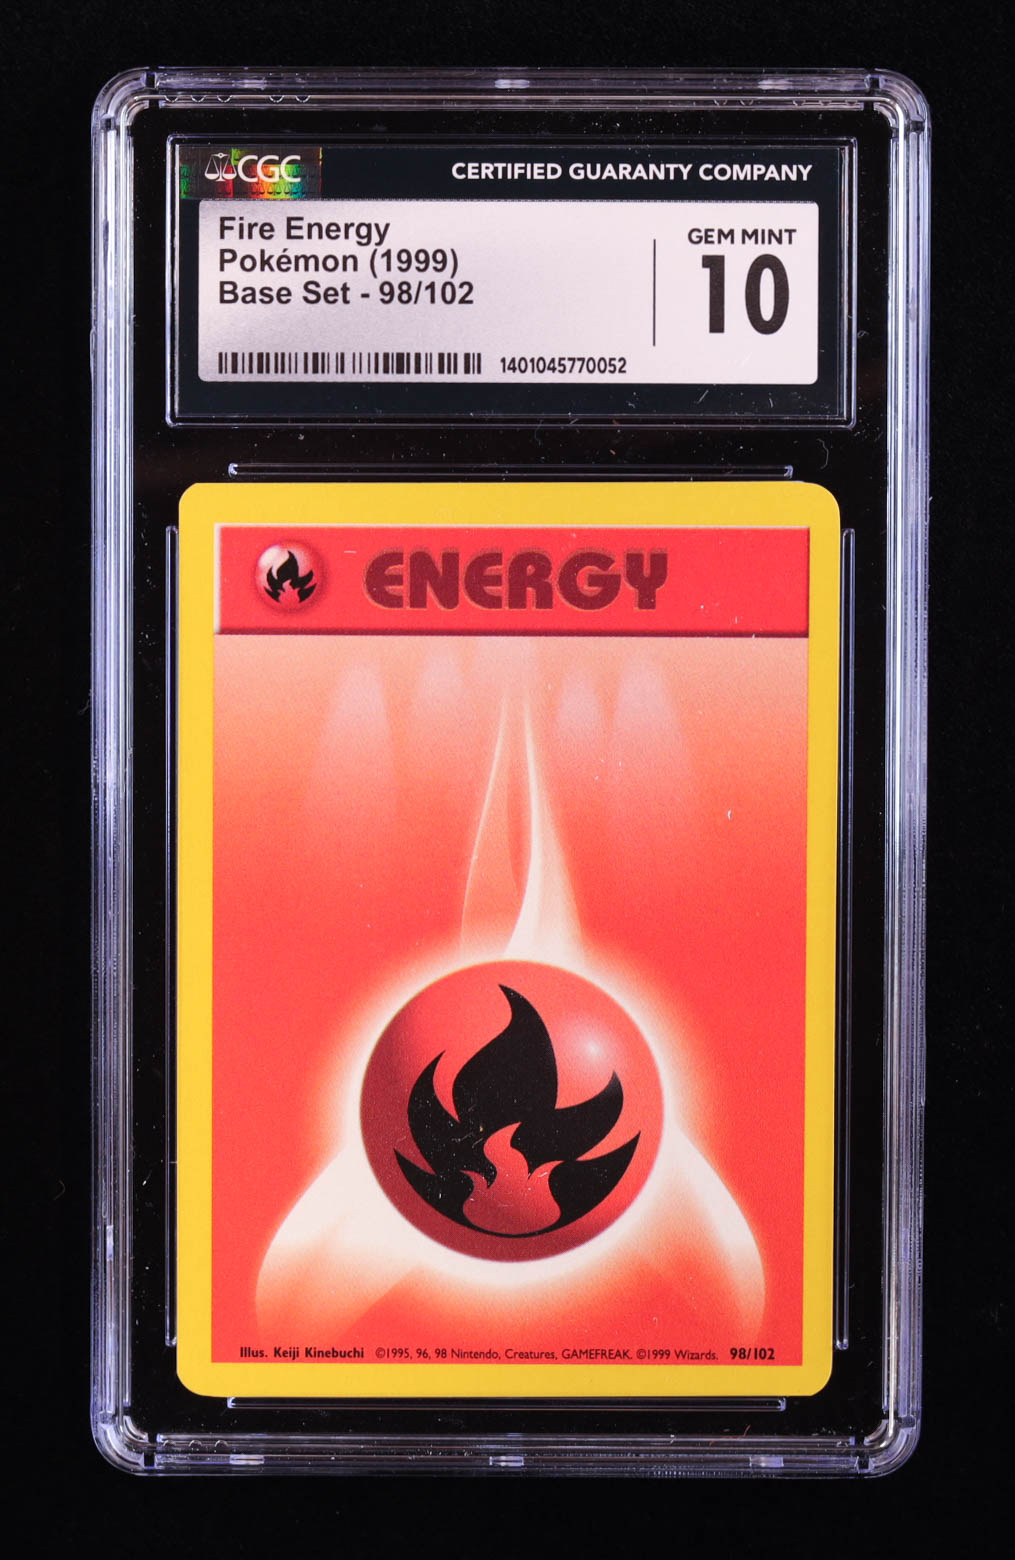 CGC
CERTIFIED GUARANTY COMPANY
Fire Energy
Pokémon (1999)
Base Set - 98/102
GEM MINT
10
1401045770052
ENERGY
Illus. Keiji Kinebuchi ©1995, 96, 98 Nintendo, Creatures, GAMEFREAK. ©1999 Wizards. 98/102